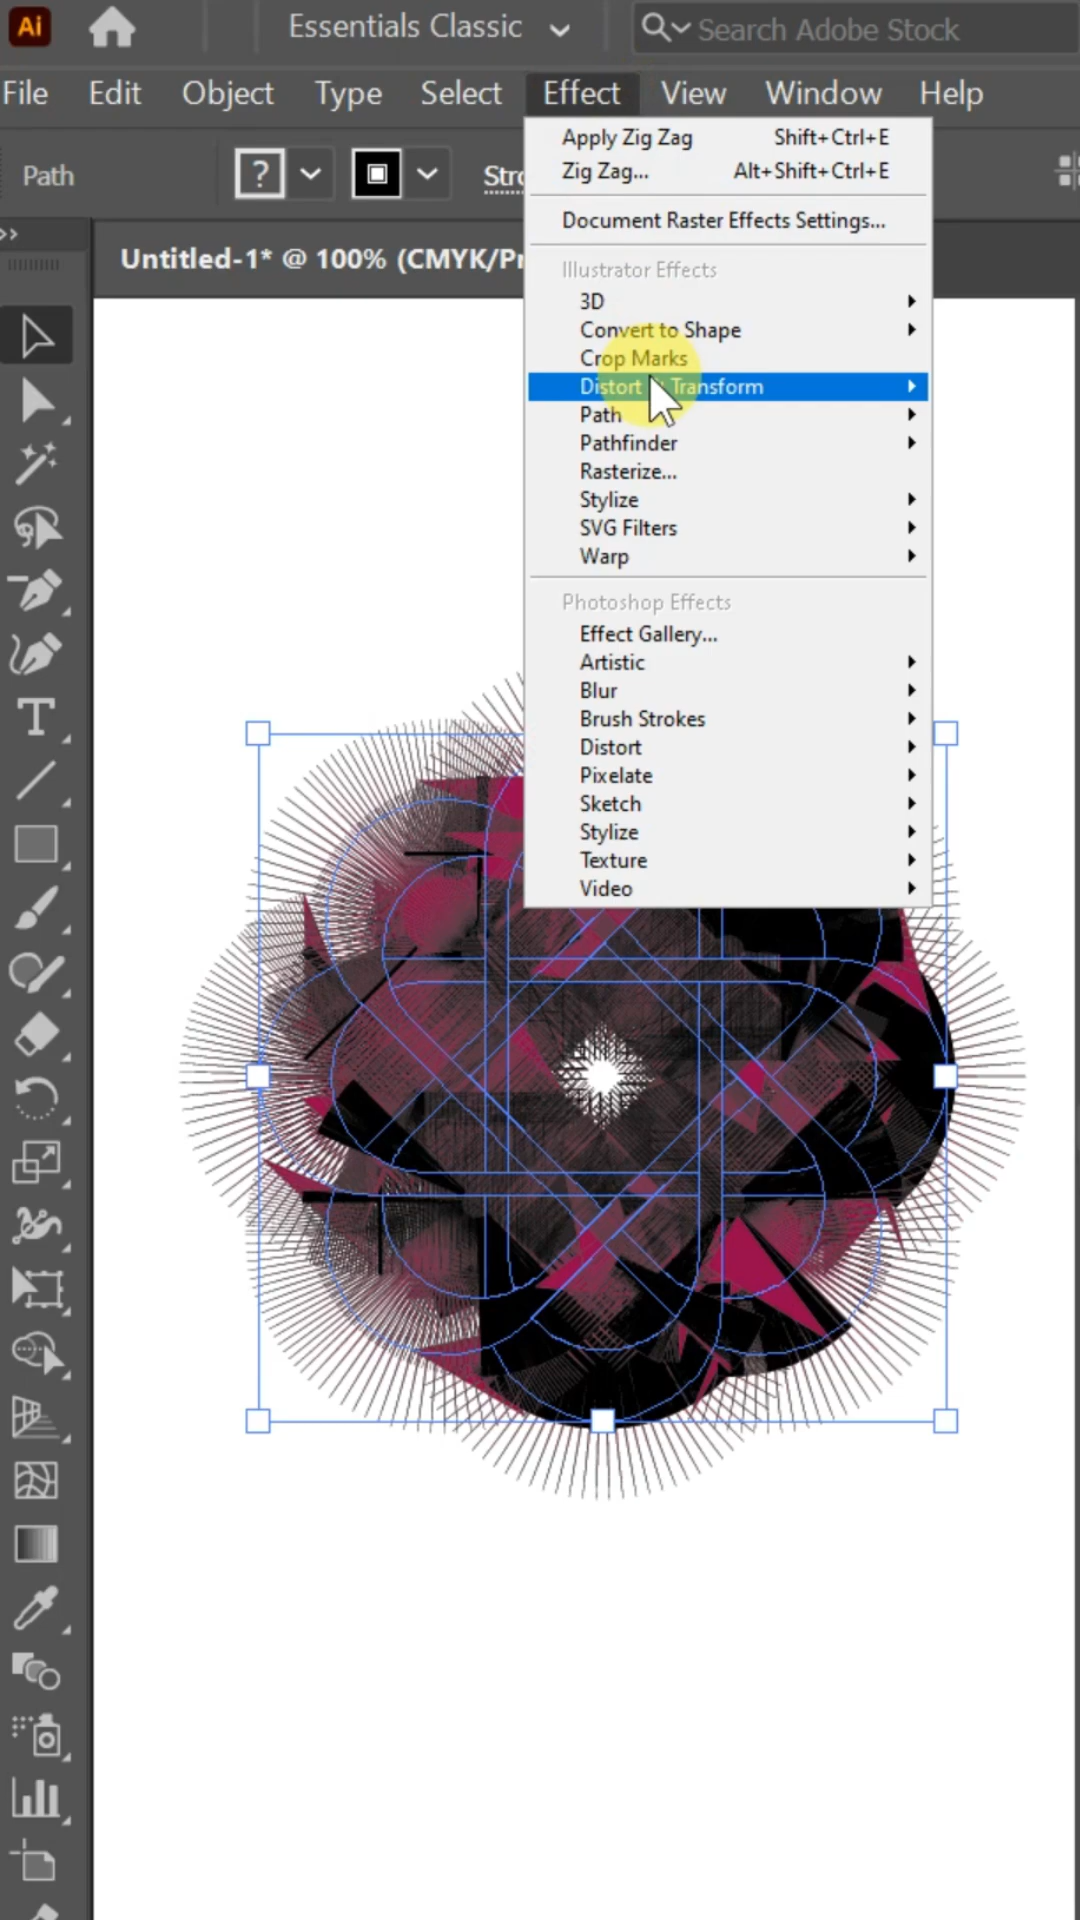 Ai
Essentials Classic
Search Adobe Stock
File Edit Object Type Select Effect View Window Help
Path ?
Untitled-1* @ 100% (CMYK/Pr
Apply Zig Zag Shift+Ctrl+E
Zig Zag... Alt+Shift+Ctrl+E
Document Raster Effects Settings...
Illustrator Effects
3D
Convert to Shape
Crop Marks
Distort & Transform
Path
Pathfinder
Rasterize...
Stylize
SVG Filters
Warp
Photoshop Effects
Effect Gallery...
Artistic
Blur
Brush Strokes
Distort
Pixelate
Sketch
Stylize
Texture
Video